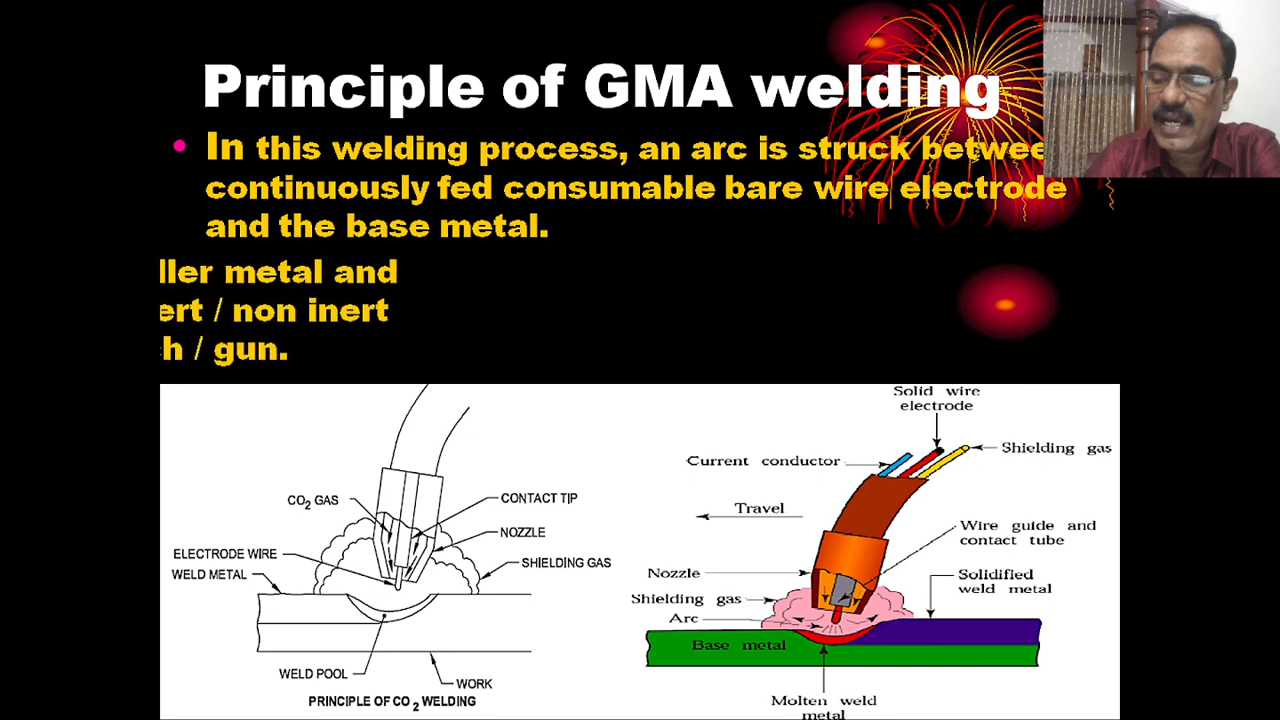 Principle of GMA welding
• In this welding process, an arc is struck betwee
continuously fed consumable bare wire electrode
and the base metal.
ller metal and
ert / non inert
h / gun.
CO2 GAS
CONTACT TIP
NOZZLE
ELECTRODE WIRE
SHIELDING GAS
WELD METAL
WELD POOL
WORK
PRINCIPLE OF CO2 WELDING
Solid wire
electrode
Shielding gas
Current conductor
Travel
Wire guide and
contact tube
Nozzle
Solidified
weld metal
Shielding gas
Arc
Base metal
Molten weld
metal